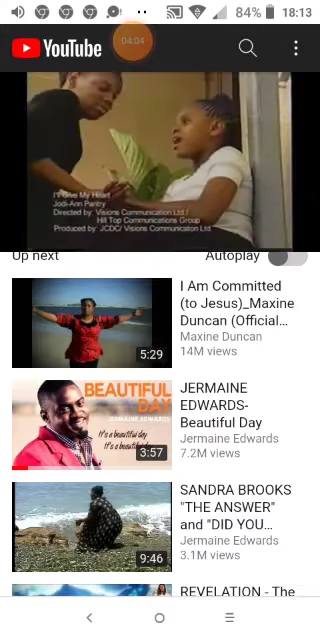 84% 18:13
YouTube
04:04
I'll Give My Heart
Jodi-Ann Pantry
Directed by: Visions Communication Ltd /
Hill Top Communications Group
Produced by: JCDC/ Visions Communication Ltd
Up next
Autoplay
I Am Committed
(to Jesus)_Maxine
Duncan (Official...
Maxine Duncan
14M views
5:29
BEAUTIFUL
DAY
JERMAINE EDWARDS
It's a beautiful day
It's a beautiful
3:57
JERMAINE
EDWARDS-
Beautiful Day
Jermaine Edwards
7.2M views
9:46
SANDRA BROOKS
"THE ANSWER"
and "DID YOU...
Jermaine Edwards
3.1M views
REVELATION - The